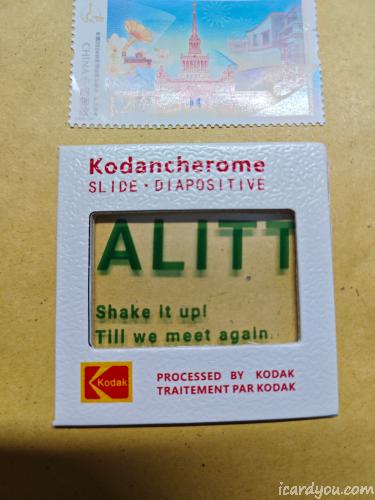 CHINA
Kodancherome
SLIDE · DIAPOSITIVE
ALITT
Shake it up!
Till we meet again
Kodak
PROCESSED BY KODAK
TRAITEMENT PAR KODAK
icardyou.com